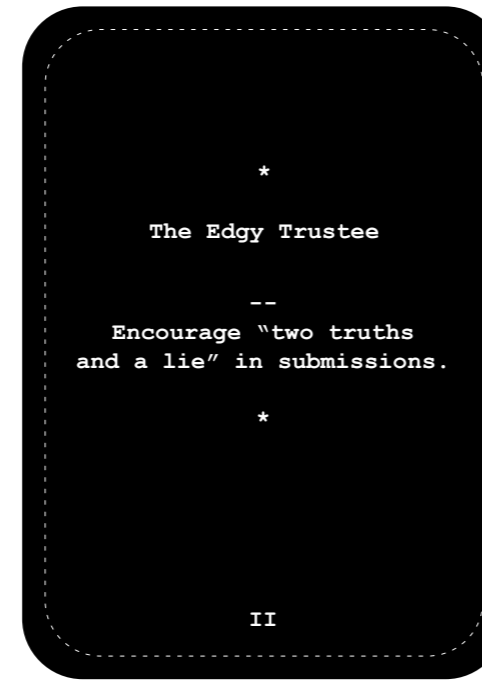 *
The Edgy Trustee
--
Encourage “two truths
and a lie” in submissions.
*
II